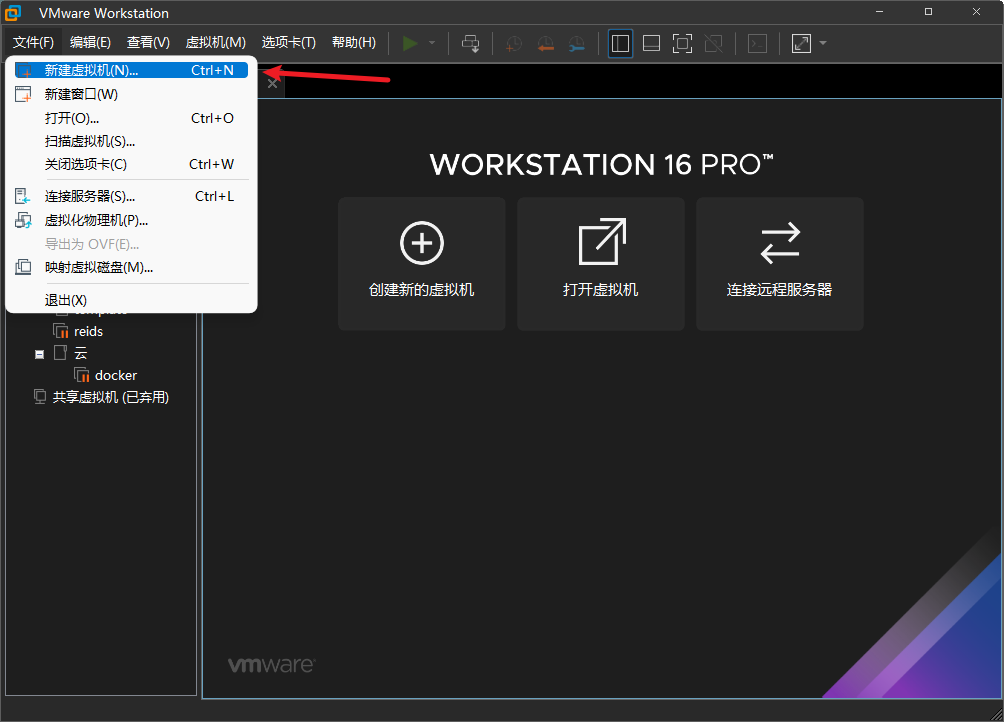 VMware Workstation
文件(F) 编辑(E) 查看(V) 虚拟机(M) 选项卡(T) 帮助(H)
新建虚拟机(N)... Ctrl+N
新建窗口(W)
打开(O)... Ctrl+O
扫描虚拟机(S)...
关闭选项卡(C) Ctrl+W
连接服务器(S)... Ctrl+L
虚拟化物理机(P)...
导出为 OVF(E)...
映射虚拟磁盘(M)...
退出(X)
reids
云
docker
共享虚拟机 (已弃用)
WORKSTATION 16 PRO™
创建新的虚拟机 打开虚拟机 连接远程服务器
vmware